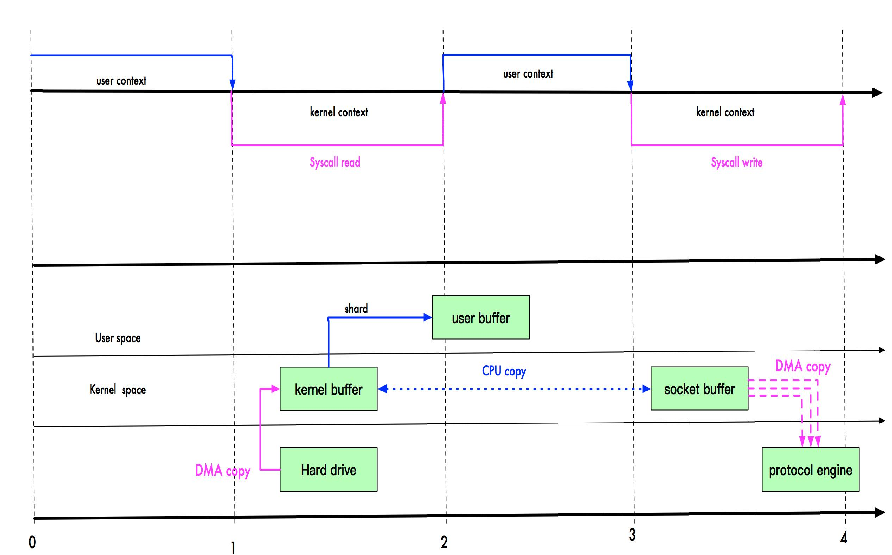 user context
user context
kernel context
kernel context
Syscall read
Syscall write
shard
user buffer
User space
CPU copy
DMA copy
Kernel space
kernel buffer
socket buffer
DMA copy
Hard drive
protocol engine
0
1
2
3
4